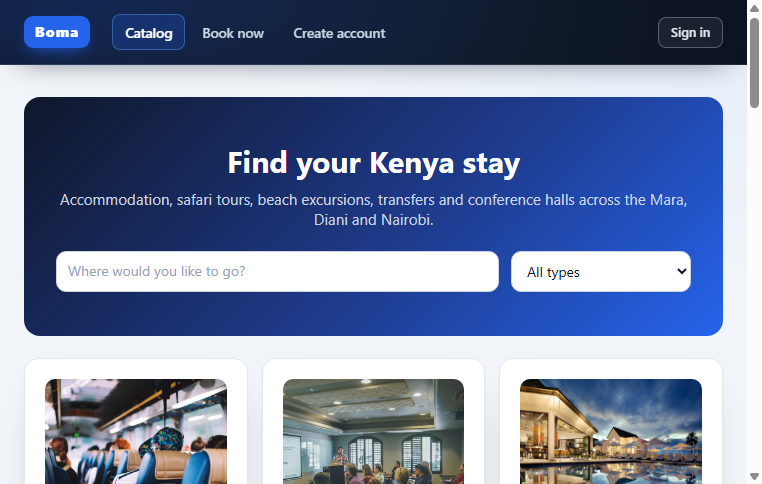 Boma
Catalog
Book now
Create account
Sign in
Find your Kenya stay
Accommodation, safari tours, beach excursions, transfers and conference halls across the Mara,
Diani and Nairobi.
Where would you like to go?
All types